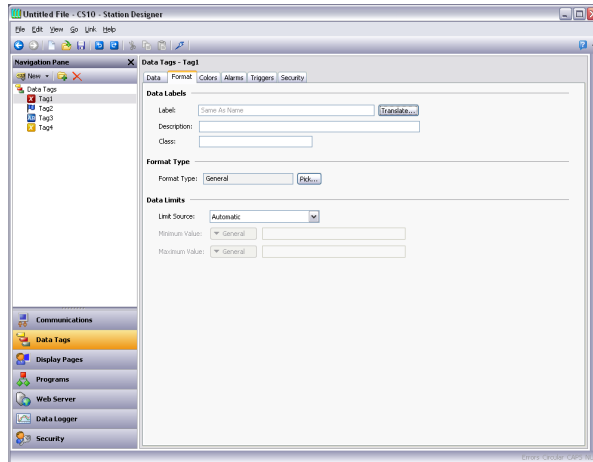 Untitled File - CS10 - Station Designer
File Edit View Go Link Help
Navigation Pane
New
Data Tags
Tag1
Tag2
Tag3
Tag4
Communications
Data Tags
Display Pages
Programs
Web Server
Data Logger
Security
Data Tags - Tag1
Data Format Colors Alarms Triggers Security
Data Labels
Label: Same As Name Translate...
Description:
Class:
Format Type
Format Type: General Pick...
Data Limits
Limit Source: Automatic
Minimum Value: General
Maximum Value: General
Errors Circular CAPS